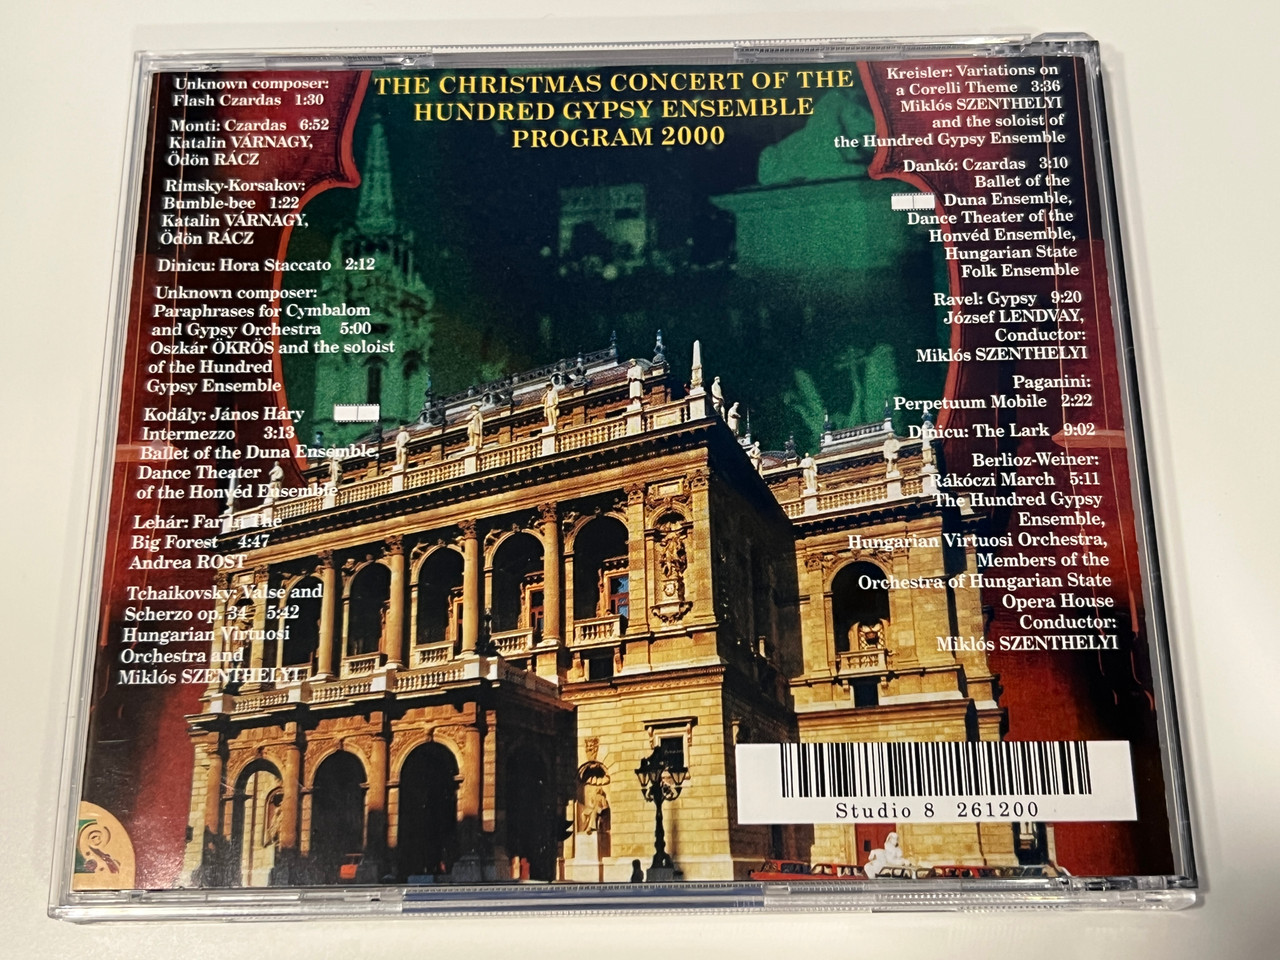 THE CHRISTMAS CONCERT OF THE
HUNDRED GYPSY ENSEMBLE
PROGRAM 2000
Unknown composer:
Flash Czardas 1:30
Monti: Czardas 6:52
Katalin VÁRNAGY,
Ödön RÁCZ
Rimsky-Korsakov:
Bumble-bee 1:22
Katalin VÁRNAGY,
Ödön RÁCZ
Dinicu: Hora Staccato 2:12
Unknown composer:
Paraphrases for Cymbalom
and Gypsy Orchestra 5:00
Oszkár ÖKRÖS and the soloist
of the Hundred
Gypsy Ensemble
Kodály: János Háry
Intermezzo 3:13
Ballet of the Duna Ensemble,
Dance Theater
of the Honvéd Ensemble
Lehár: Far In The
Big Forest 4:47
Andrea ROST
Tchaikovsky: Valse and
Scherzo op. 34 5:42
Hungarian Virtuosi
Orchestra and
Miklós SZENTHELYI
Kreisler: Variations on
a Corelli Theme 3:36
Miklós SZENTHELYI
and the soloist of
the Hundred Gypsy Ensemble
Dankó: Czardas 3:10
Ballet of the
Duna Ensemble,
Dance Theater of the
Honvéd Ensemble,
Hungarian State
Folk Ensemble
Ravel: Gypsy 9:20
József LENDVAY,
Conductor:
Miklós SZENTHELYI
Paganini:
Perpetuum Mobile 2:22
Dinicu: The Lark 9:02
Berlioz-Weiner:
Rákóczi March 5:11
The Hundred Gypsy
Ensemble,
Hungarian Virtuosi Orchestra,
Members of the
Orchestra of Hungarian State
Opera House
Conductor:
Miklós SZENTHELYI
Studio 8 261200